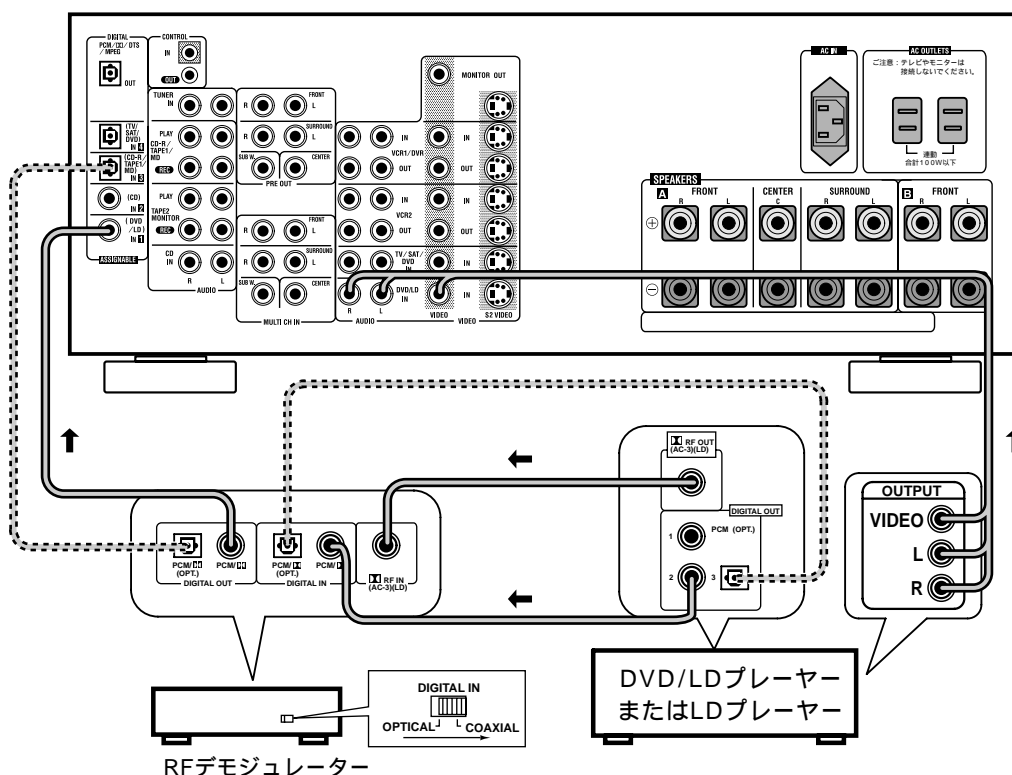 DIGITAL
PCM/ / DTS
/ MPEG
OUT
(TV/
SAT/
DVD)
IN 4
(CD-R/
TAPE1/
MD)
IN 3
(CD)
IN 2
(DVD
/LD)
IN 1
ASSIGNABLE
CONTROL
IN
OUT
TUNER
IN
PLAY
CD-R /
TAPE1/
MD
REC
PLAY
TAPE2
MONITOR
REC
CD
IN
R L
AUDIO
FRONT
R L
SURROUND
R L
SUB W. CENTER
PRE OUT
FRONT
R L
SURROUND
R L
SUB W. CENTER
MULTI CH IN
MONITOR OUT
IN IN
VCR1/DVR
OUT OUT
IN IN
VCR2
OUT OUT
TV/SAT/
DVD
IN IN
DVD/LD
IN IN
R L VIDEO S2 VIDEO
AUDIO VIDEO
AC IN
AC OUTLETS
ご注意：テレビやモニターは
接続しないでください。
連動
合計100W以下
SPEAKERS
A FRONT CENTER SURROUND B FRONT
R L C R L R L
+
−
RF OUT
(AC-3)(LD)
DIGITAL OUT
PCM (OPT.)
1
2 3
OUTPUT
VIDEO
L
R
PCM/
(OPT.)
PCM/
DIGITAL OUT
PCM/
(OPT.)
PCM/
DIGITAL IN
RF IN
(AC-3)(LD)
DIGITAL IN
OPTICAL COAXIAL
RFデモジュレーター
DVD/LDプレーヤー
またはLDプレーヤー